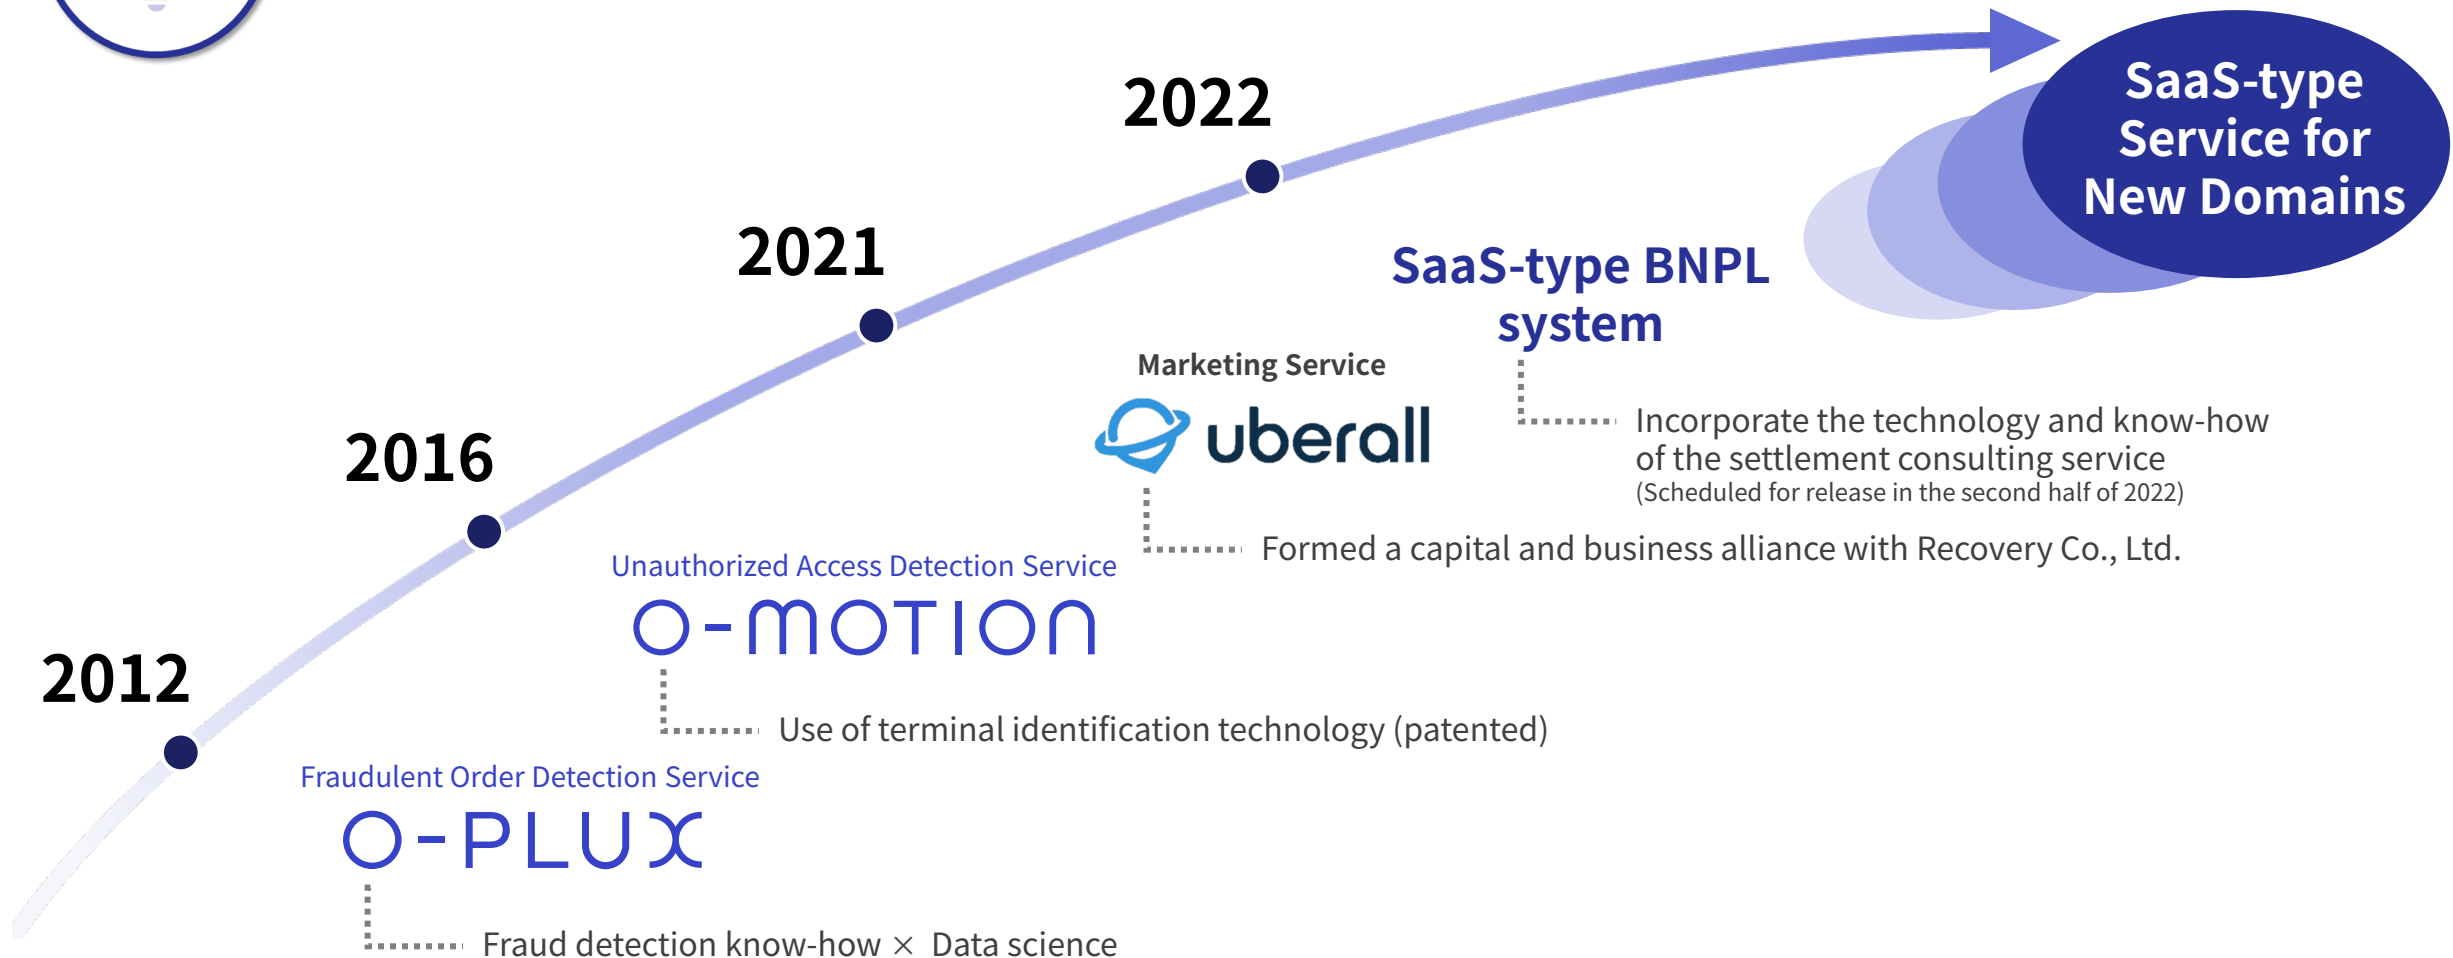 2022
SaaS-type
Service for
New Domains
2021
SaaS-type BNPL
system
Marketing Service
uberall
Incorporate the technology and know-how
of the settlement consulting service
(Scheduled for release in the second half of 2022)
2016
Formed a capital and business alliance with Recovery Co., Ltd.
Unauthorized Access Detection Service
O-MOTION
2012
Use of terminal identification technology (patented)
Fraudulent Order Detection Service
O-PLUX
Fraud detection know-how × Data science